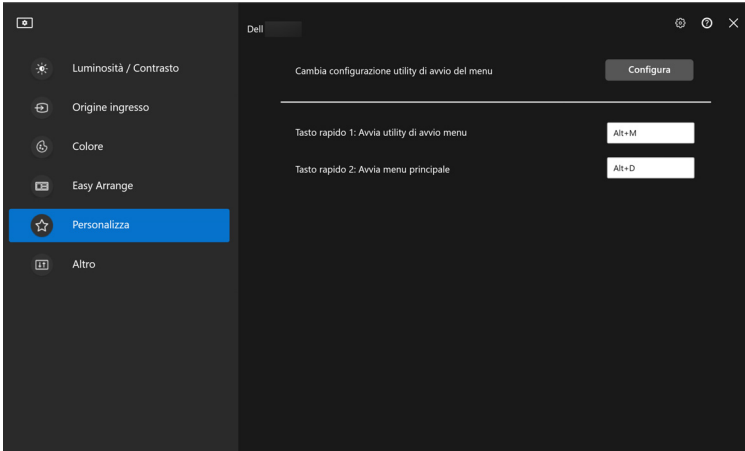 Dell
Luminosità / Contrasto
Origine ingresso
Colore
Easy Arrange
Personalizza
Altro
Cambia configurazione utility di avvio del menu
Configura
Tasto rapido 1: Avvia utility di avvio menu
Alt+M
Tasto rapido 2: Avvia menu principale
Alt+D